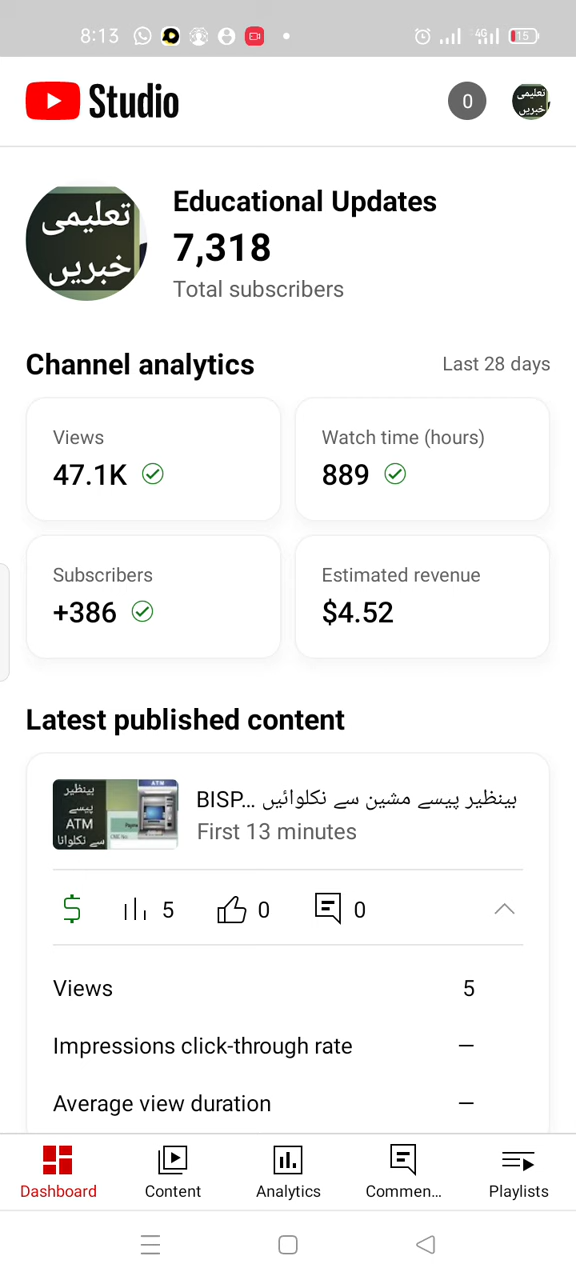 8:13
4G
15
Studio
0
تعلیمی
خبریں
تعلیمی
خبریں
Educational Updates
7,318
Total subscribers
Channel analytics
Last 28 days
Views
47.1K
Watch time (hours)
889
Subscribers
+386
Estimated revenue
$4.52
Latest published content
بینظیر
پیسے
ATM
سے نکلوانا
ATM
BISP... بینظیر پیسے مشین سے نکلوائیں
First 13 minutes
$
5
0
0
Views
5
Impressions click-through rate
—
Average view duration
—
Dashboard
Content
Analytics
Commen...
Playlists